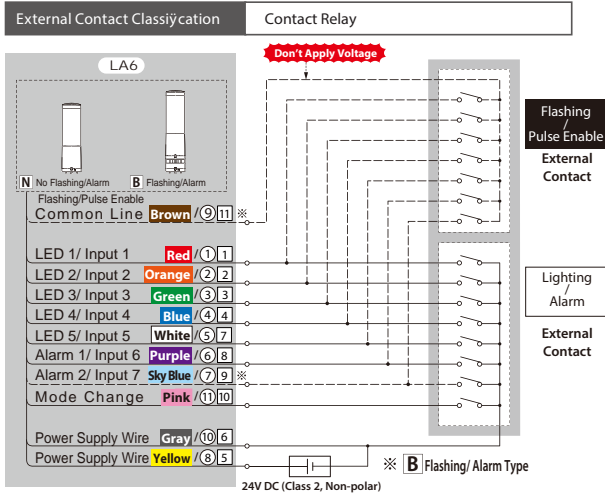 External Contact Classiÿcation
Contact Relay
Don't Apply Voltage
LA6
N No Flashing/Alarm
B Flashing/Alarm
Flashing/Pulse Enable
Common Line Brown /⑨ 11 ※
LED 1/ Input 1 Red /① 1
LED 2/ Input 2 Orange /② 2
LED 3/ Input 3 Green /③ 3
LED 4/ Input 4 Blue /④ 4
LED 5/ Input 5 White /⑤ 7
Alarm 1/ Input 6 Purple /⑥ 8
Alarm 2/ Input 7 Sky Blue /⑦ 9 ※
Mode Change Pink /⑪ 10
Power Supply Wire Gray /⑩ 6
Power Supply Wire Yellow /⑧ 5
24V DC (Class 2, Non-polar)
※ B Flashing/ Alarm Type
Flashing
/
Pulse Enable
External
Contact
Lighting
/
Alarm
External
Contact